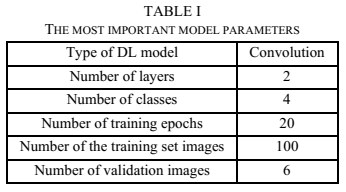 TABLE I
THE MOST IMPORTANT MODEL PARAMETERS
Type of DL model Convolution
Number of layers 2
Number of classes 4
Number of training epochs 20
Number of the training set images 100
Number of validation images 6